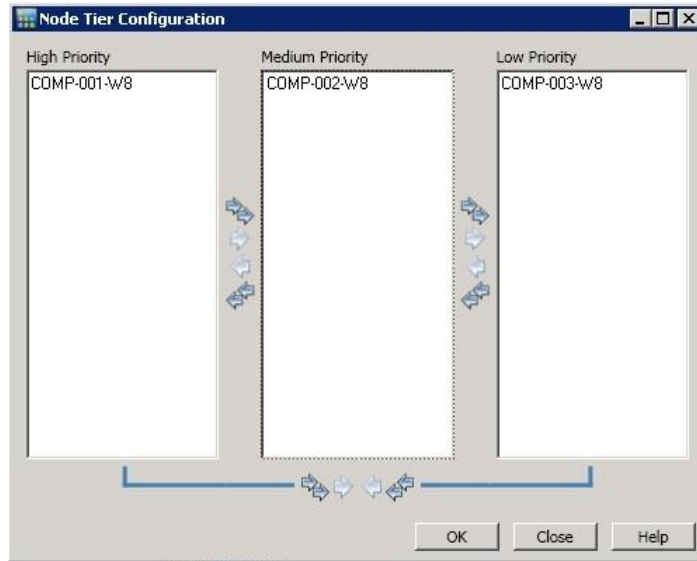 Node Tier Configuration
High Priority
Medium Priority
Low Priority
COMP-001-W8
COMP-002-W8
COMP-003-W8
OK
Close
Help